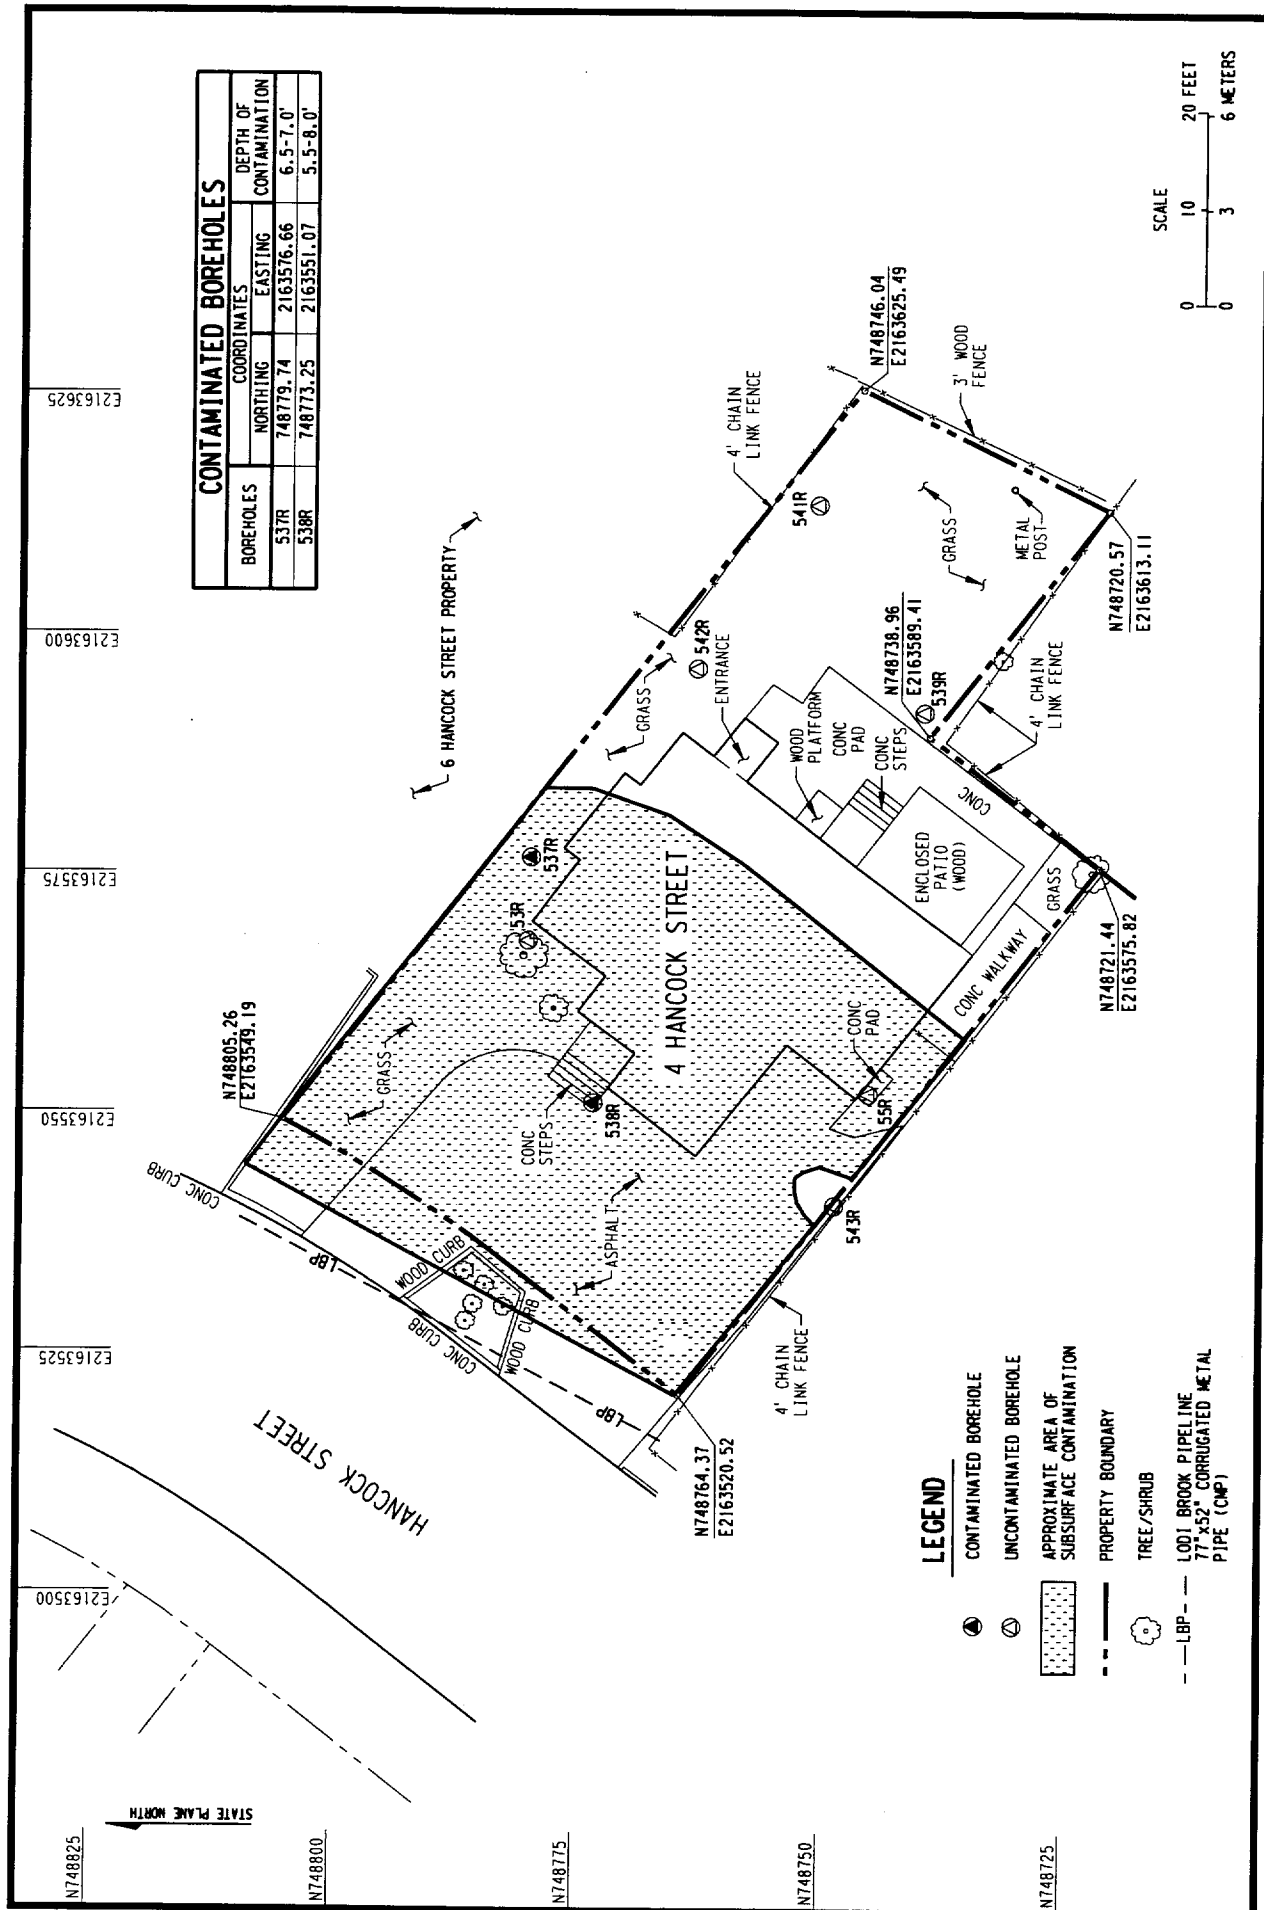 CONTAMINATED BOREHOLES
BOREHOLES
COORDINATES
NORTHING
EASTING
DEPTH OF
CONTAMINATION
537R 748779.74 2163576.66 6.5-7.0'
538R 748773.25 2163551.07 5.5-8.0'
E2163625
E2163600
E2163575
E2163550
E2163525
E2163500
N748825
N748800
N748775
N748750
N748725
STATE PLANE NORTH
SCALE
0 10 20 FEET
0 3 6 METERS
6 HANCOCK STREET PROPERTY
4' CHAIN
LINK FENCE
N748746.04
E2163625.49
3' WOOD
FENCE
541R
GRASS
METAL
POST
N748720.57
E2163613.11
542R
GRASS
ENTRANCE
N748738.96
E2163589.41
539R
4' CHAIN
LINK FENCE
WOOD
PLATFORM
CONC
PAD
CONC
STEPS
CONC
ENCLOSED
PATIO
(WOOD)
GRASS
CONC WALKWAY
N748721.44
E2163575.82
537R
53R
4 HANCOCK STREET
N748805.26
E2163549.19
GRASS
CONC
STEPS
538R
CONC
PAD
55R
543R
ASPHALT
CONC CURB
LBP
WOOD CURB
CONC CURB
WOOD CURB
LBP
4' CHAIN
LINK FENCE
N748764.37
E2163520.52
HANCOCK STREET
LEGEND
CONTAMINATED BOREHOLE
UNCONTAMINATED BOREHOLE
APPROXIMATE AREA OF
SUBSURFACE CONTAMINATION
PROPERTY BOUNDARY
TREE/SHRUB
LBP
LODI BROOK PIPELINE
77"x52" CORRUGATED METAL
PIPE (CMP)